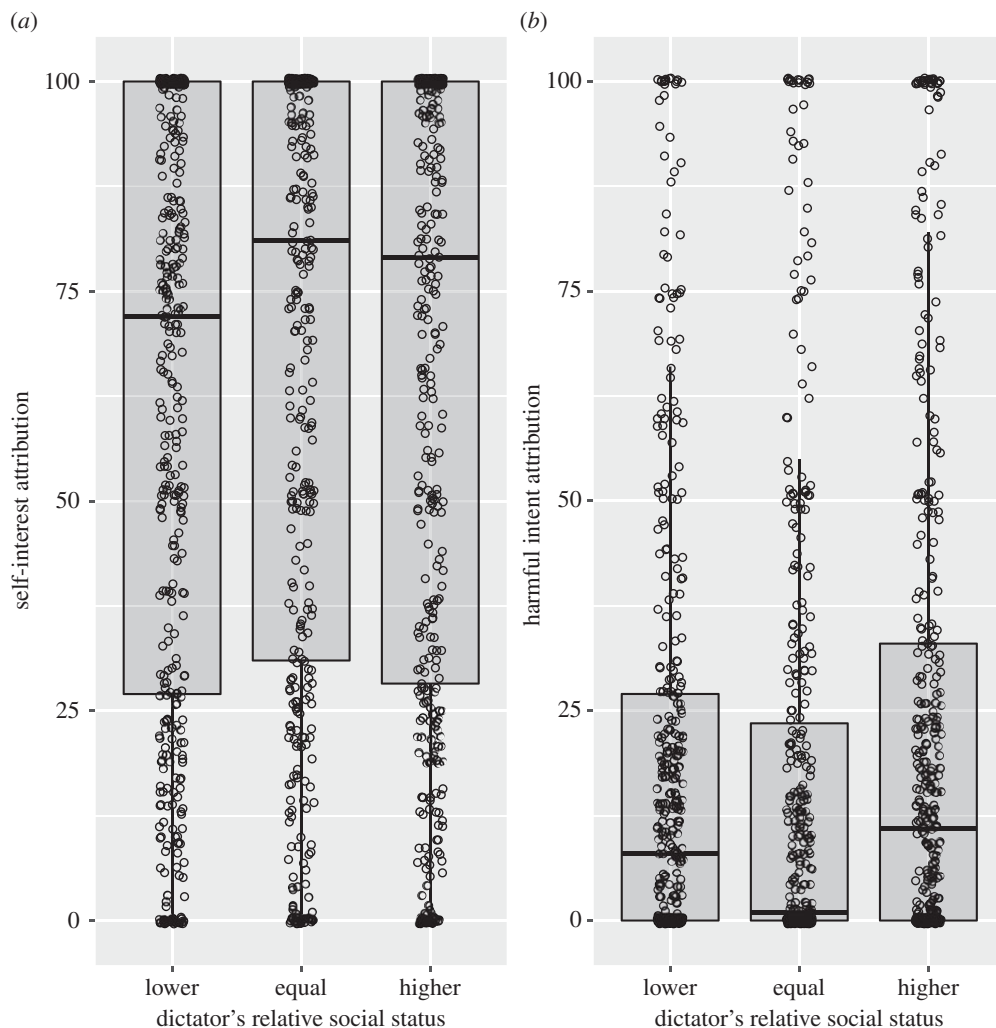 (a)
100
75
50
25
0
self-interest attribution
lower equal higher
dictator's relative social status
(b)
100
75
50
25
0
harmful intent attribution
lower equal higher
dictator's relative social status